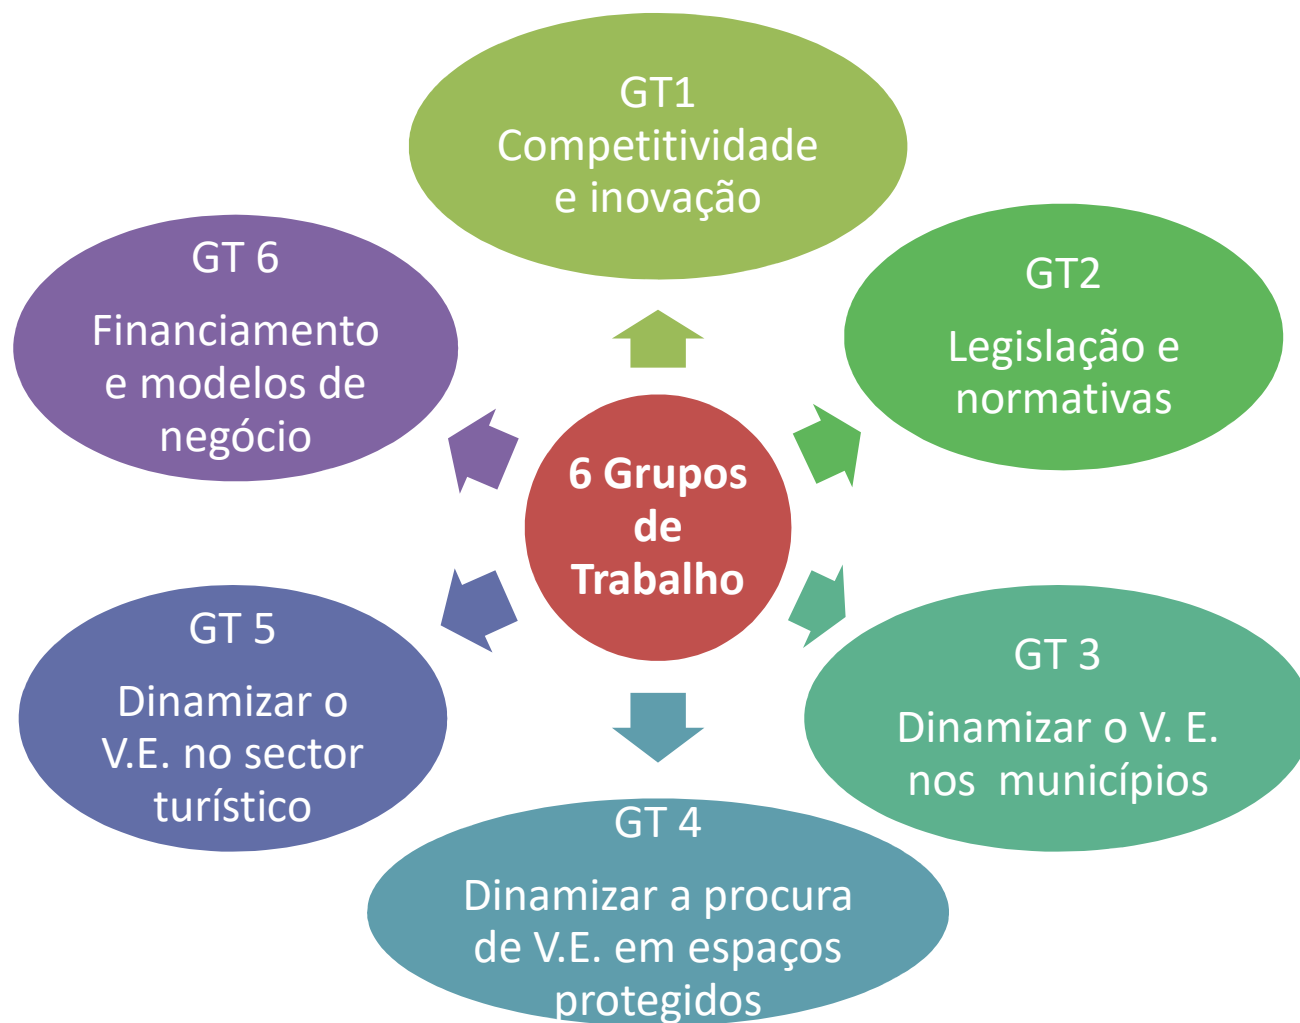 GT1
Competitividade
e inovação
GT2
Legislação e
normativas
GT 3
Dinamizar o V. E.
nos  municípios
GT 4
Dinamizar a procura
de V.E. em espaços
protegidos
GT 5
Dinamizar o
V.E. no sector
turístico
GT 6
Financiamento
e modelos de
negócio
6 Grupos
de
Trabalho